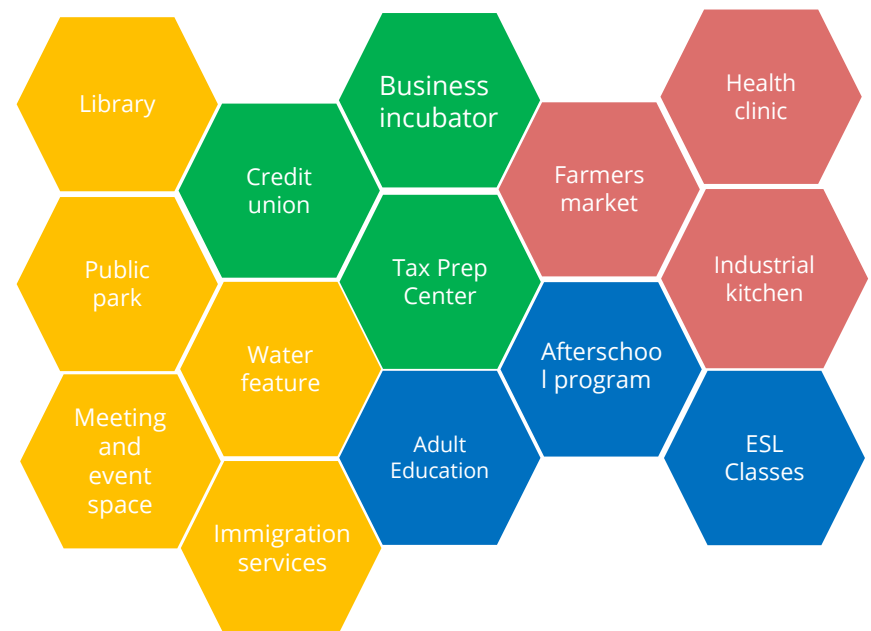 Library
Public
park
Meeting
and
event
space
Credit
union
Water
feature
Immigration
services
Business
incubator
Tax Prep
Center
Adult
Education
Farmers
market
Afterschoo
l program
Health
clinic
Industrial
kitchen
ESL
Classes